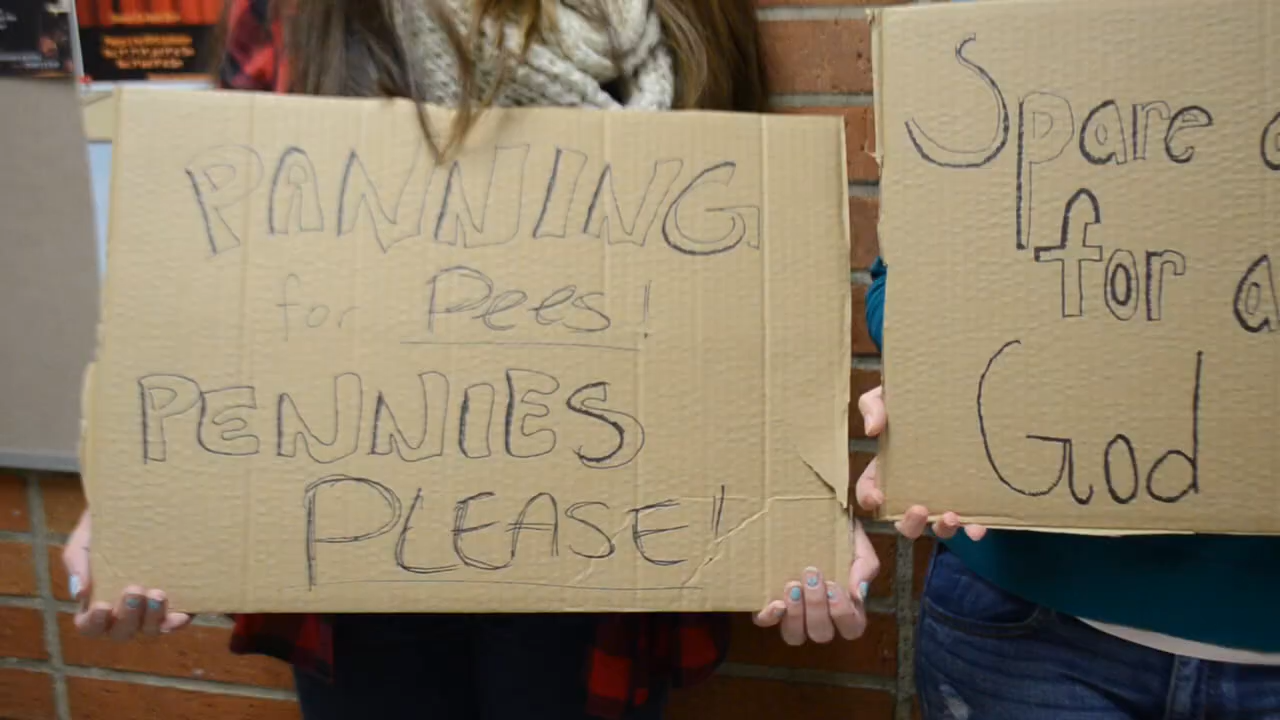 PANNING
for Pees!
PENNIES
PLEASE!
Spare
for a
God